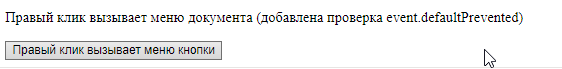 Правый клик вызывает меню документа (добавлена проверка event.defaultPrevented)
Правый клик вызывает меню кнопки